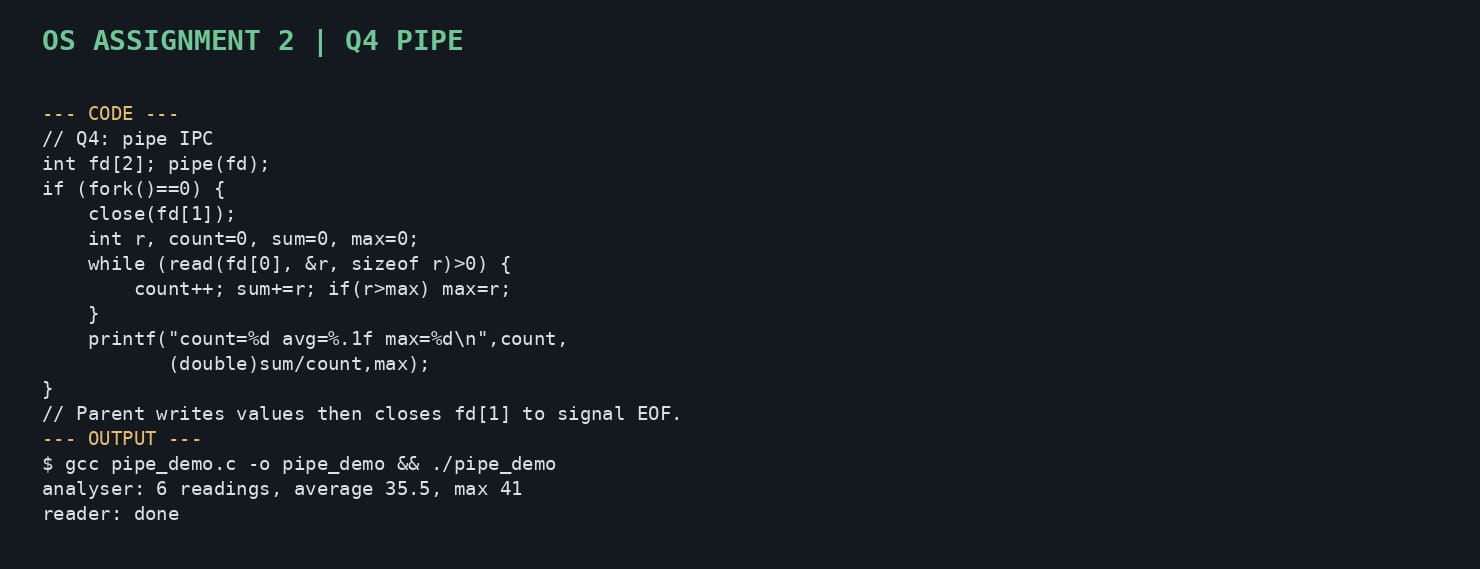 OS ASSIGNMENT 2 | Q4 PIPE
--- CODE ---
// Q4: pipe IPC
int fd[2]; pipe(fd);
if (fork()==0) {
    close(fd[1]);
    int r, count=0, sum=0, max=0;
    while (read(fd[0], &r, sizeof r)>0) {
        count++; sum+=r; if(r>max) max=r;
    }
    printf("count=%d avg=%.1f max=%d\n",count,
           (double)sum/count,max);
}
// Parent writes values then closes fd[1] to signal EOF.
--- OUTPUT ---
$ gcc pipe_demo.c -o pipe_demo && ./pipe_demo
analyser: 6 readings, average 35.5, max 41
reader: done